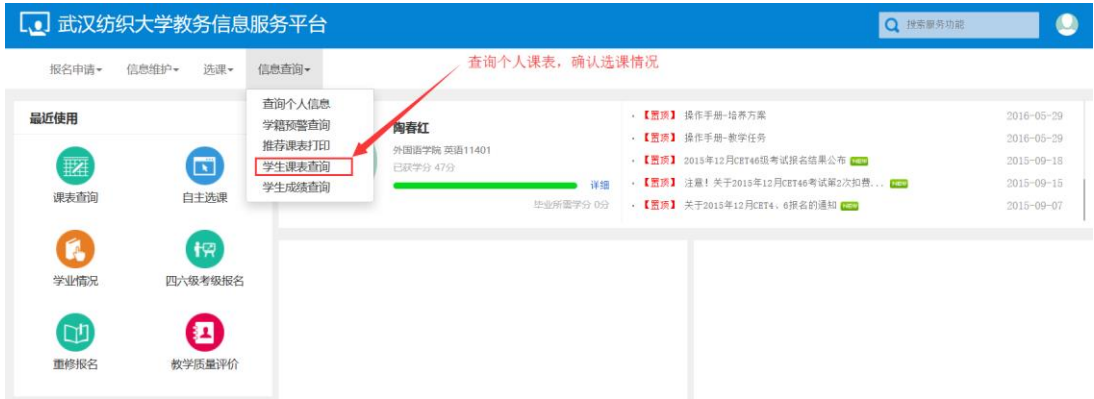 武汉纺织大学教务信息服务平台
搜索服务功能
报名申请 信息维护 选课 信息查询
查询个人课表，确认选课情况
查询个人信息
学籍预警查询
推荐课表打印
学生课表查询
学生成绩查询
最近使用
课表查询
自主选课
学业情况
四六级考级报名
重修报名
教学质量评价
陶春红
外国语学院 英语11401
已获学分 47分
详细
毕业所需学分 0分
【置顶】 操作手册-培养方案 2016-05-29
【置顶】 操作手册-教学任务 2016-05-29
【置顶】 2015年12月CET46级考试报名结果公布 NEW 2015-09-18
【置顶】 注意！关于2015年12月CET46考试第2次扣费... NEW 2015-09-15
【置顶】 关于2015年12月CET4、6报名的通知 NEW 2015-09-07